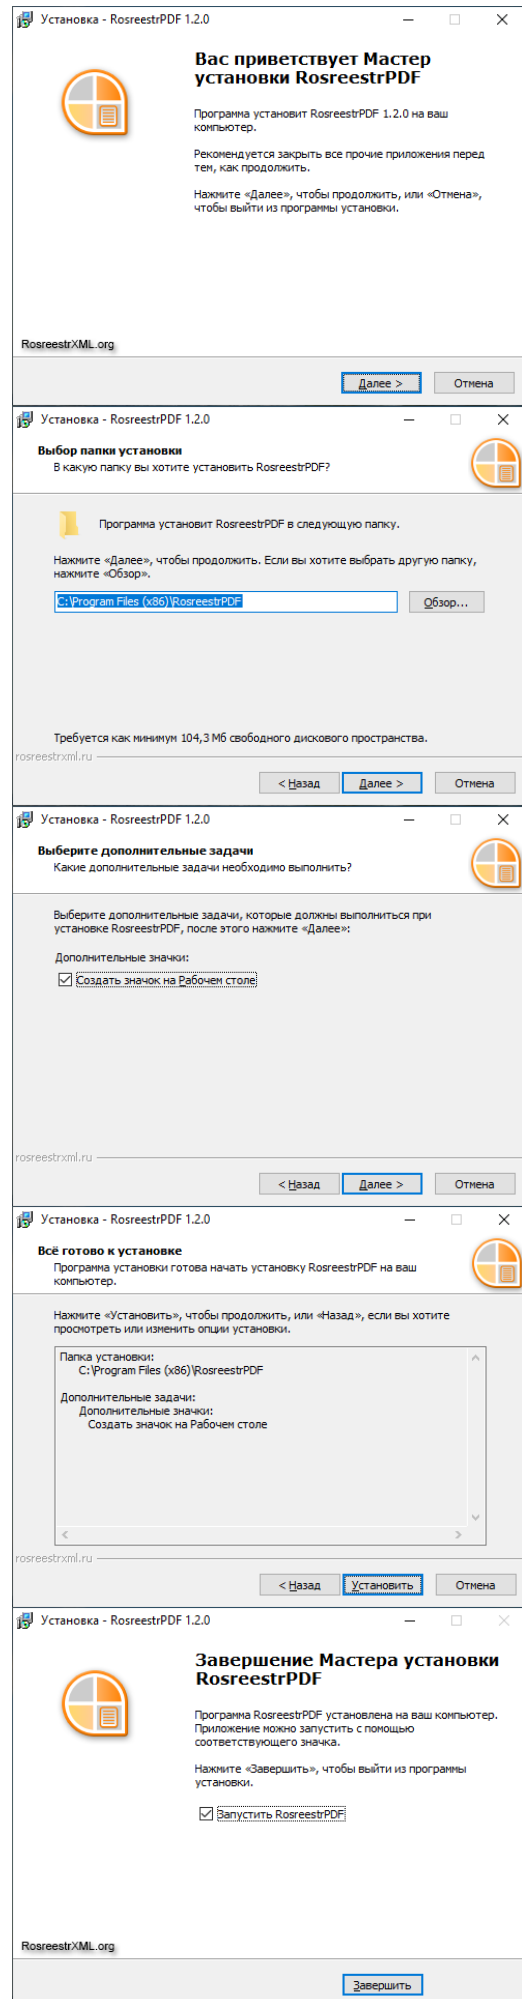 Установка - RosreestrPDF 1.2.0
Вас приветствует Мастер
установки RosreestrPDF
Программа установит RosreestrPDF 1.2.0 на ваш
компьютер.
Рекомендуется закрыть все прочие приложения перед
тем, как продолжить.
Нажмите «Далее», чтобы продолжить, или «Отмена»,
чтобы выйти из программы установки.
RosreestrXML.org
Далее >
Отмена
Установка - RosreestrPDF 1.2.0
Выбор папки установки
В какую папку вы хотите установить RosreestrPDF?
Программа установит RosreestrPDF в следующую папку.
Нажмите «Далее», чтобы продолжить. Если вы хотите выбрать другую папку,
нажмите «Обзор».
C:\Program Files (x86)\RosreestrPDF
Обзор...
Требуется как минимум 104,3 Мб свободного дискового пространства.
rosreestrxml.ru
< Назад
Далее >
Отмена
Установка - RosreestrPDF 1.2.0
Выберите дополнительные задачи
Какие дополнительные задачи необходимо выполнить?
Выберите дополнительные задачи, которые должны выполниться при
установке RosreestrPDF, после этого нажмите «Далее»:
Дополнительные значки:
Создать значок на Рабочем столе
rosreestrxml.ru
< Назад
Далее >
Отмена
Установка - RosreestrPDF 1.2.0
Всё готово к установке
Программа установки готова начать установку RosreestrPDF на ваш
компьютер.
Нажмите «Установить», чтобы продолжить, или «Назад», если вы хотите
просмотреть или изменить опции установки.
Папка установки:
C:\Program Files (x86)\RosreestrPDF
Дополнительные задачи:
Дополнительные значки:
Создать значок на Рабочем столе
rosreestrxml.ru
< Назад
Установить
Отмена
Установка - RosreestrPDF 1.2.0
Завершение Мастера установки
RosreestrPDF
Программа RosreestrPDF установлена на ваш компьютер.
Приложение можно запустить с помощью
соответствующего значка.
Нажмите «Завершить», чтобы выйти из программы
установки.
Запустить RosreestrPDF
RosreestrXML.org
Завершить